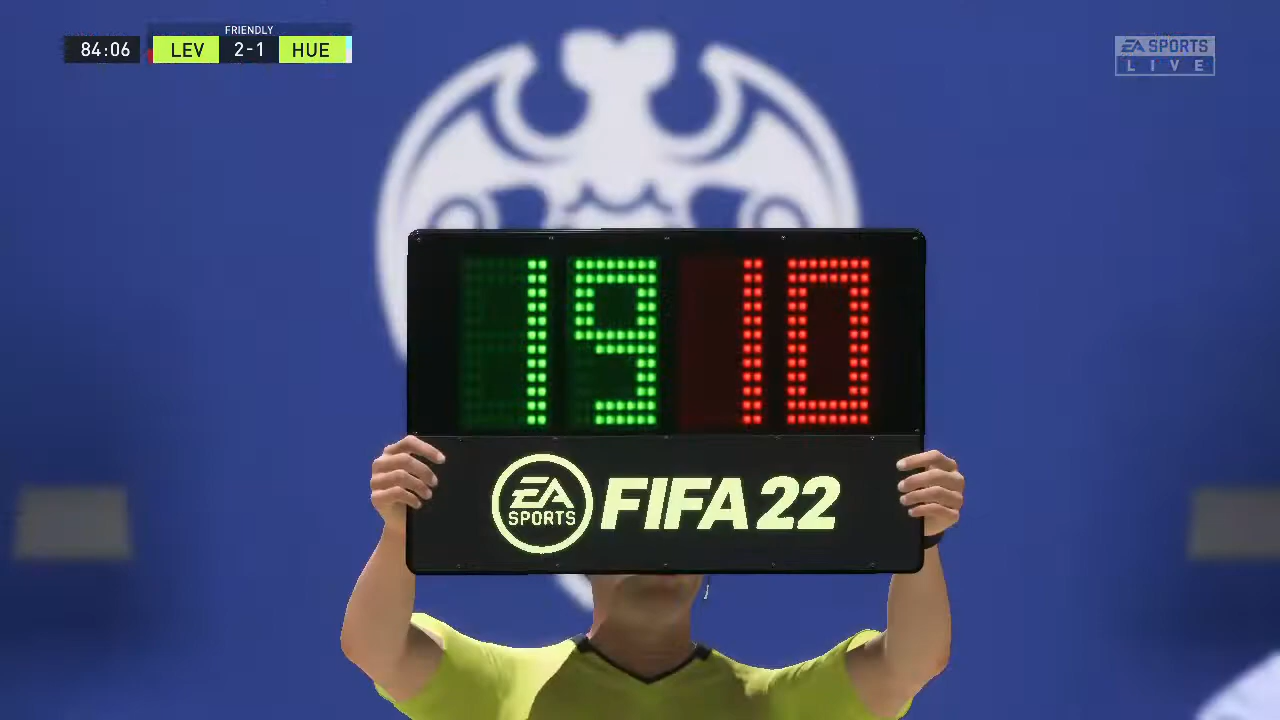 FRIENDLY
84:06 LEV 2-1 HUE
EA SPORTS
LIVE
19 10
EA SPORTS FIFA 22